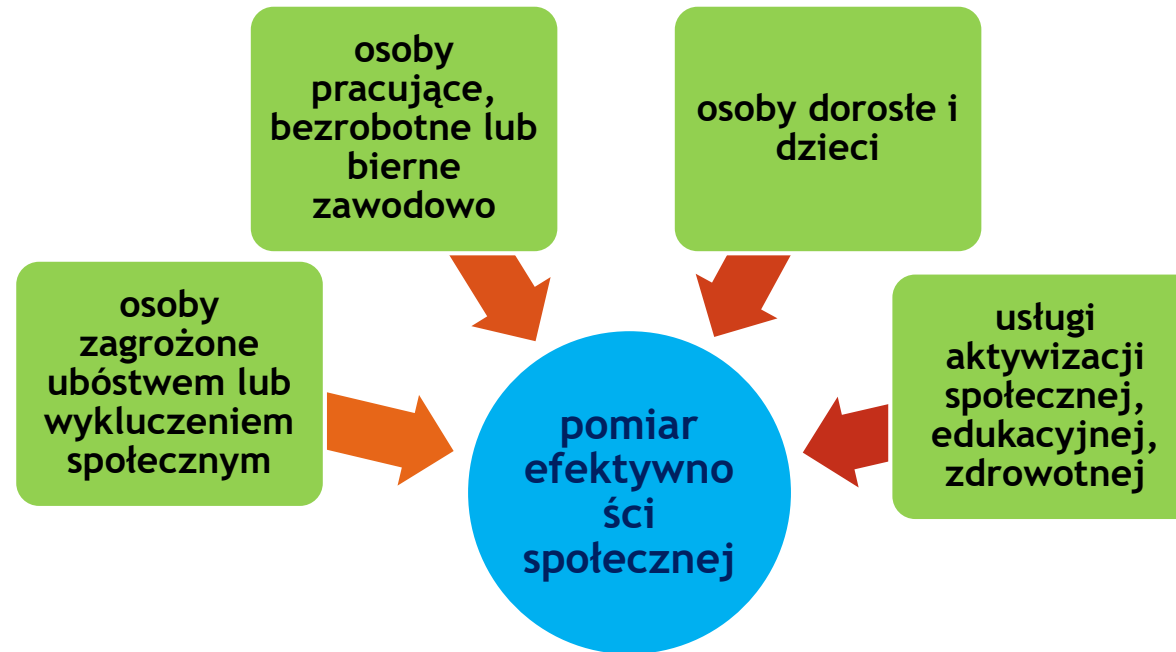 osoby
pracujące,
bezrobotne lub
bierne
zawodowo
osoby dorosłe i
dzieci
osoby
zagrożone
ubóstwem lub
wykluczeniem
społecznym
usługi
aktywizacji
społecznej,
edukacyjnej,
zdrowotnej
pomiar
efektywno
ści
społecznej